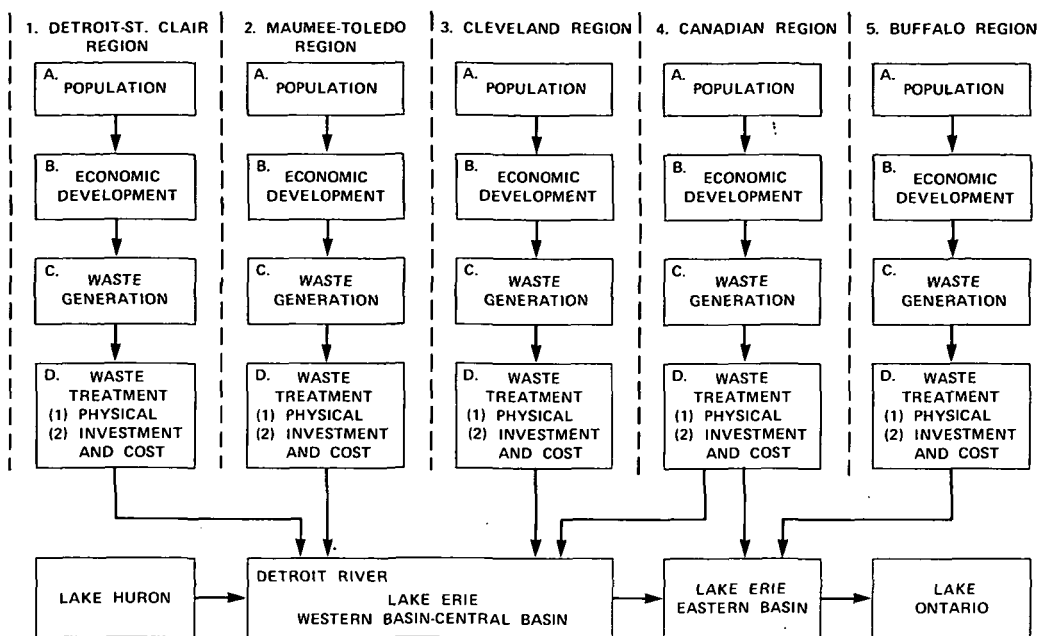 1. DETROIT-ST. CLAIR
REGION
A.
POPULATION
B.
ECONOMIC
DEVELOPMENT
C.
WASTE
GENERATION
D.
WASTE
TREATMENT
(1) PHYSICAL
(2) INVESTMENT
AND COST
2. MAUMEE-TOLEDO
REGION
A.
POPULATION
B.
ECONOMIC
DEVELOPMENT
C.
WASTE
GENERATION
D.
WASTE
TREATMENT
(1) PHYSICAL
(2) INVESTMENT
AND COST
3. CLEVELAND REGION
A.
POPULATION
B.
ECONOMIC
DEVELOPMENT
C.
WASTE
GENERATION
D.
WASTE
TREATMENT
(1) PHYSICAL
(2) INVESTMENT
AND COST
4. CANADIAN REGION
A.
POPULATION
B.
ECONOMIC
DEVELOPMENT
C.
WASTE
GENERATION
D.
WASTE
TREATMENT
(1) PHYSICAL
(2) INVESTMENT
AND COST
5. BUFFALO REGION
A.
POPULATION
B.
ECONOMIC
DEVELOPMENT
C.
WASTE
GENERATION
D.
WASTE
TREATMENT
(1) PHYSICAL
(2) INVESTMENT
AND COST
LAKE HURON
DETROIT RIVER
LAKE ERIE
WESTERN BASIN-CENTRAL BASIN
LAKE ERIE
EASTERN BASIN
LAKE
ONTARIO